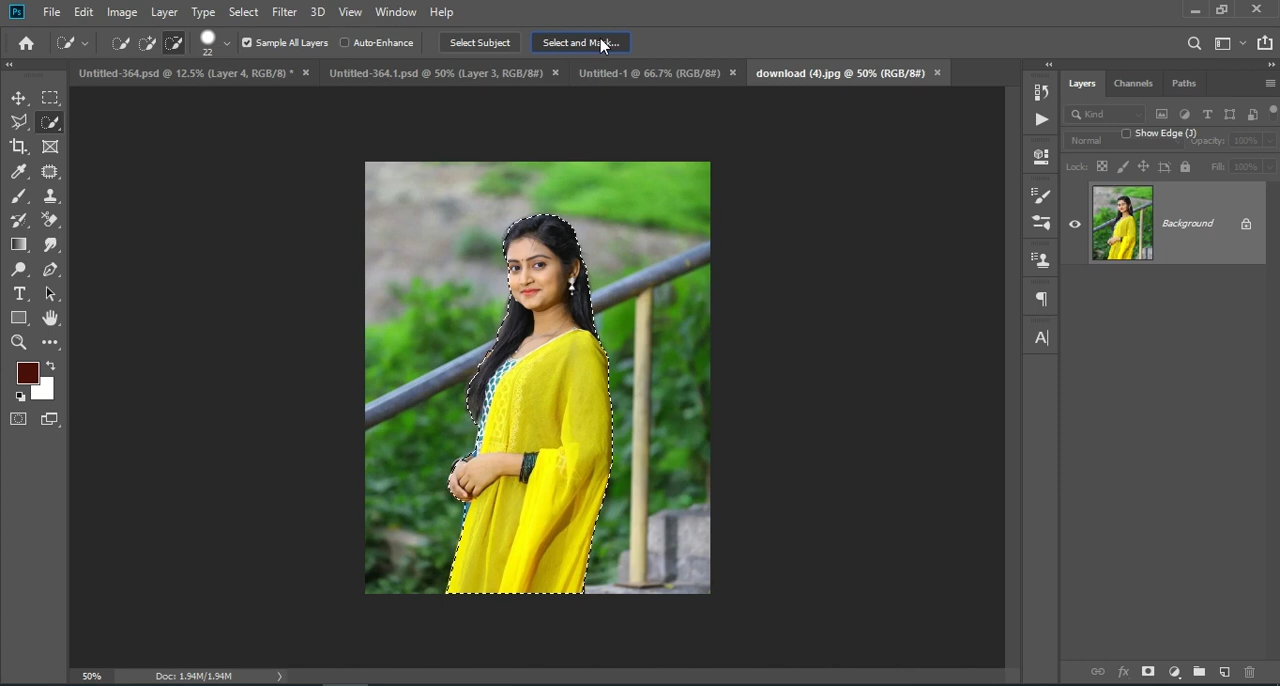 Ps File Edit Image Layer Type Select Filter 3D View Window Help
22 Sample All Layers Auto-Enhance Select Subject Select and
Untitled-364.psd @ 12.5% (Layer 4, RGB/8) * Untitled-364.1.psd @ 50% (Layer 3, RGB/8#) Untitled-1 @ 66.7% (RGB/8#) download (4).jpg @ 50% (RGB/8#)
Layers Channels Paths
Kind
Show Edge (J)
Normal Opacity: 100%
Lock: Fill: 100%
Background
50% Doc: 1.94M/1.94M